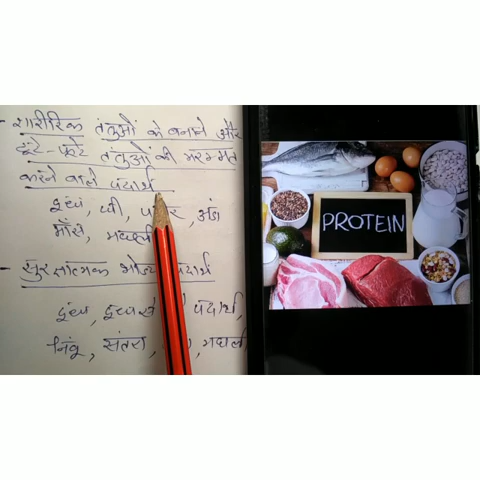 - शारीरिक तंतुओं को बनाने और
टूटे-फूटे तंतुओं की मरम्मत
करने वाले पदार्थ
दूध, घी, अंडा
माँस,
- सुरक्षात्मक भोज्य पदार्थ
दूध, दूध से पदार्थ,
निंबू, संतरा, मछली
PROTEIN